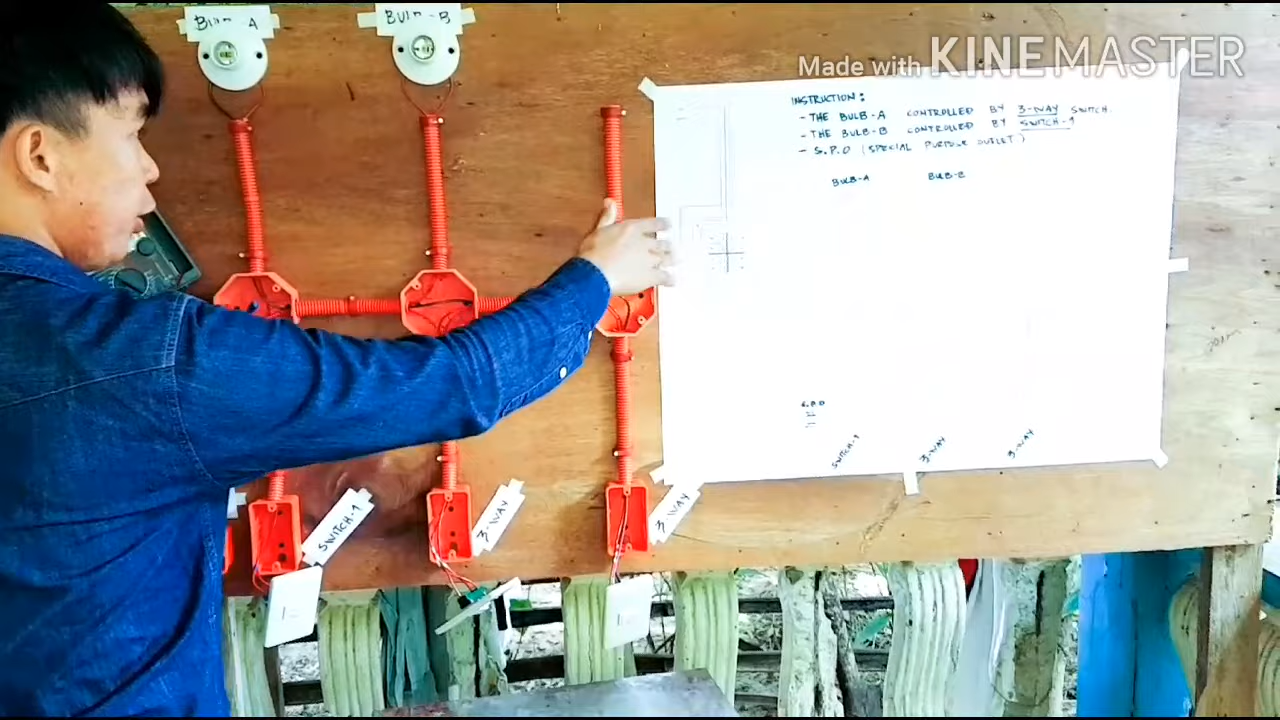 BULB-A
BULB-B
Made with KINEMASTER
INSTRUCTION:
- THE BULB-A CONTROLLED BY 3-WAY SWITCH.
- THE BULB-B CONTROLLED BY SWITCH-1
- S.P.O (SPECIAL PURPOSE OUTLET)
BULB-A BULB-B
S.P.O
SWITCH-1
3-WAY
3-WAY
SWITCH-1
3-WAY
3-WAY